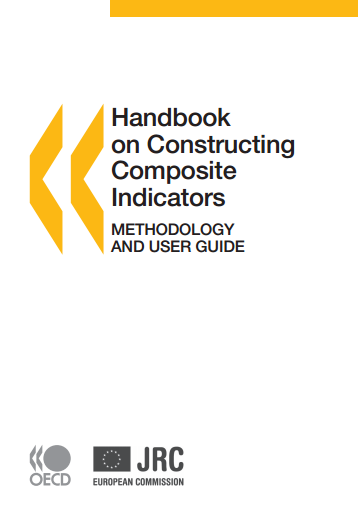 Handbook
on Constructing
Composite
Indicators
METHODOLOGY
AND USER GUIDE
OECD
JRC
EUROPEAN COMMISSION